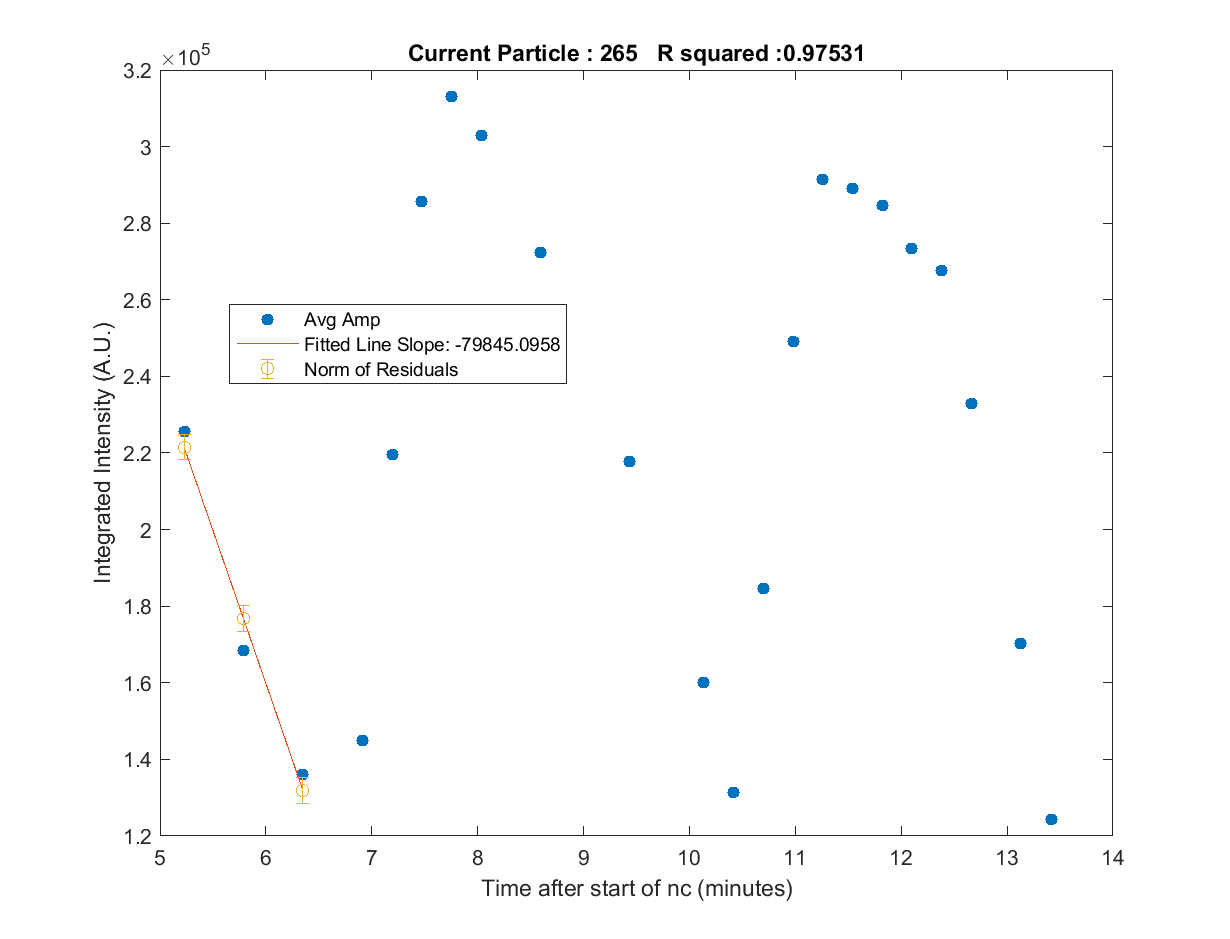 Current Particle : 265 R squared :0.97531
×10^5
3.2
3
2.8
2.6
2.4
2.2
2
1.8
1.6
1.4
1.2
Integrated Intensity (A.U.)
Avg Amp
Fitted Line Slope: -79845.0958
Norm of Residuals
5 6 7 8 9 10 11 12 13 14
Time after start of nc (minutes)